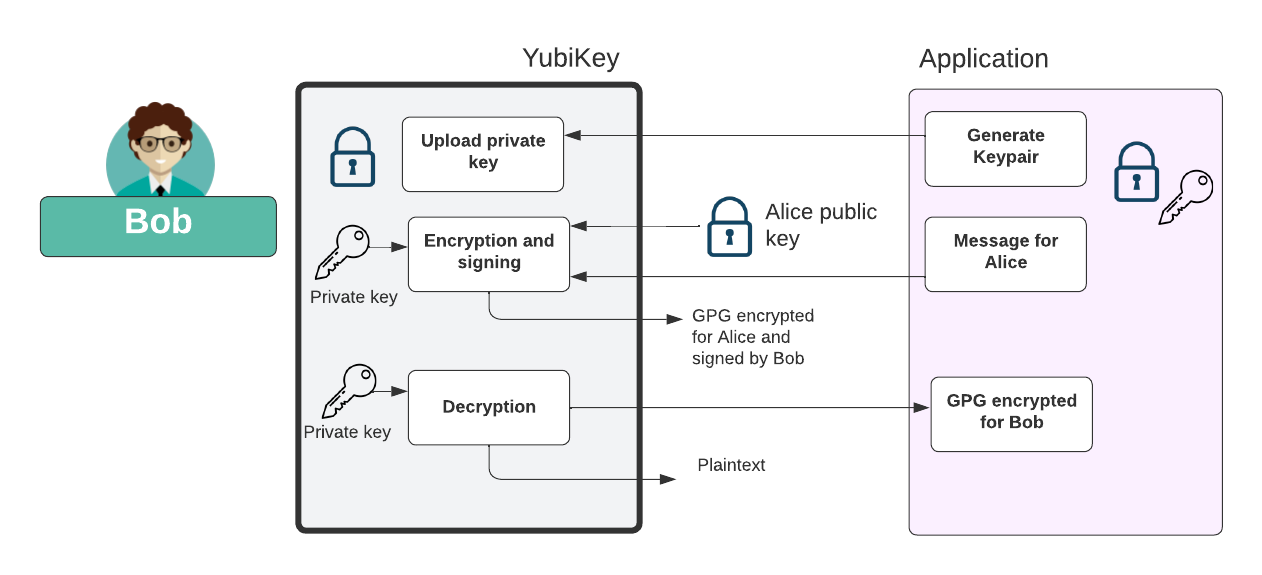 YubiKey
Application
Bob
Upload private
key
Generate
Keypair
Alice public
key
Encryption and
signing
Message for
Alice
Private key
GPG encrypted
for Alice and
signed by Bob
Decryption
GPG encrypted
for Bob
Private key
Plaintext